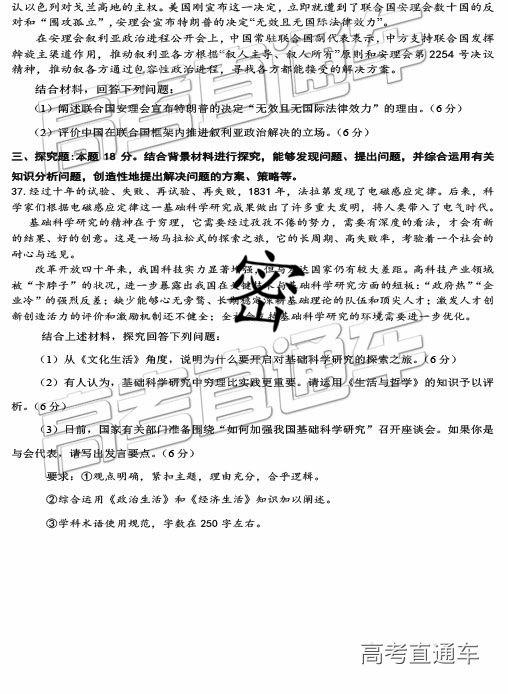 认以色列对戈兰高地的主权。美国刚宣布这一决定，立即就遭到了联合国安理会数十国的反
对和“围攻孤立”，安理会宣布特朗普的决定“无效且无国际法律效力”。
在安理会叙利亚政治进程公开会上，中国常驻联合国副代表表示，中方支持联合国发挥
斡旋主渠道作用，推动叙利亚各方根据“叙人主导、叙人所有”原则和安理会第 2254 号决议
精神，推动叙各方通过包容性政治进程，寻找各方都能接受的解决方案。
结合材料，回答下列问题：
（1）阐述联合国安理会宣布特朗普的决定“无效且无国际法律效力”的理由。（6 分）
（2）评价中国在联合国框架内推进叙利亚政治解决的立场。（6 分）
三、探究题:本题 18 分。结合背景材料进行探究，能够发现问题、提出问题，并综合运用有关
知识分析问题，创造性地提出解决问题的方案、策略等。
37.经过十年的试验、失败、再试验、再失败，1831 年，法拉第发现了电磁感应定律。后来，科
学家们根据电磁感应定律这一基础科学研究成果做出了许多重大发明，将人类带入了电气时代。
基础科学研究的精神在于穷理，它需要经过孜孜不倦的努力，需要有深度的看法，才会有新
的结果、好的创意。这是一场马拉松式的探索之旅，它的长周期、高失败率，考验着一个社会的
耐心与远见。
改革开放四十年来，我国科技实力显著增强，但与发达国家仍有较大差距。高科技产业领域
被“卡脖子”的状况，进一步暴露出我国在关键技术与基础科学研究方面的短板：“政府热”“企
业冷”的强烈反差；缺少能够心无旁骛、长期稳定深耕基础理论的队伍和顶尖人才；激发人才创
新创造活力的评价和激励机制还不健全；全社会支持基础科学研究的环境需要进一步优化。
结合上述材料，探究回答下列问题：
（1）从《文化生活》角度，说明为什么要开启对基础科学研究的探索之旅。（6 分）
（2）有人认为，基础科学研究中穷理比实践更重要。请运用《生活与哲学》的知识予以评
析。（6 分）
（3）日前，国家有关部门准备围绕“如何加强我国基础科学研究”召开座谈会。如果你是
与会代表，请写出发言要点。（6 分）
要求：①观点明确，紧扣主题，理由充分，合乎逻辑。
②综合运用《政治生活》和《经济生活》知识加以阐述。
③学科术语使用规范，字数在 250 字左右。
密
高考直通车
高考直通车
高考直通车
高考直通车